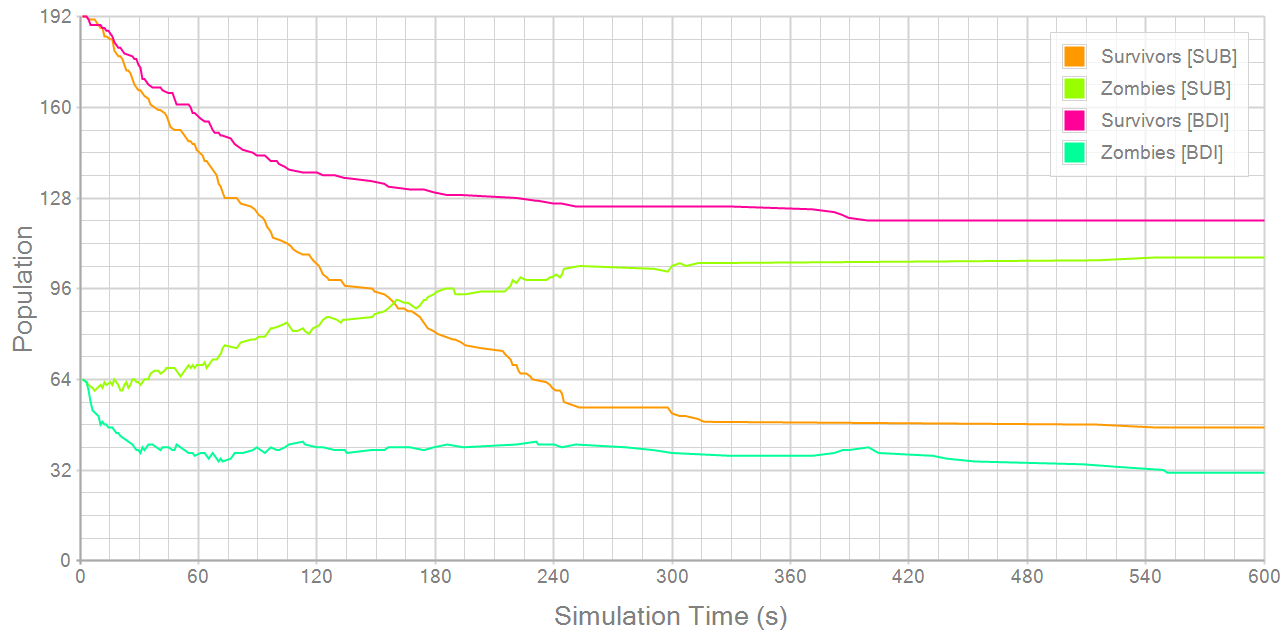 192
160
128
96
64
32
0
Population
0 60 120 180 240 300 360 420 480 540 600
Simulation Time (s)
Survivors [SUB]
Zombies [SUB]
Survivors [BDI]
Zombies [BDI]